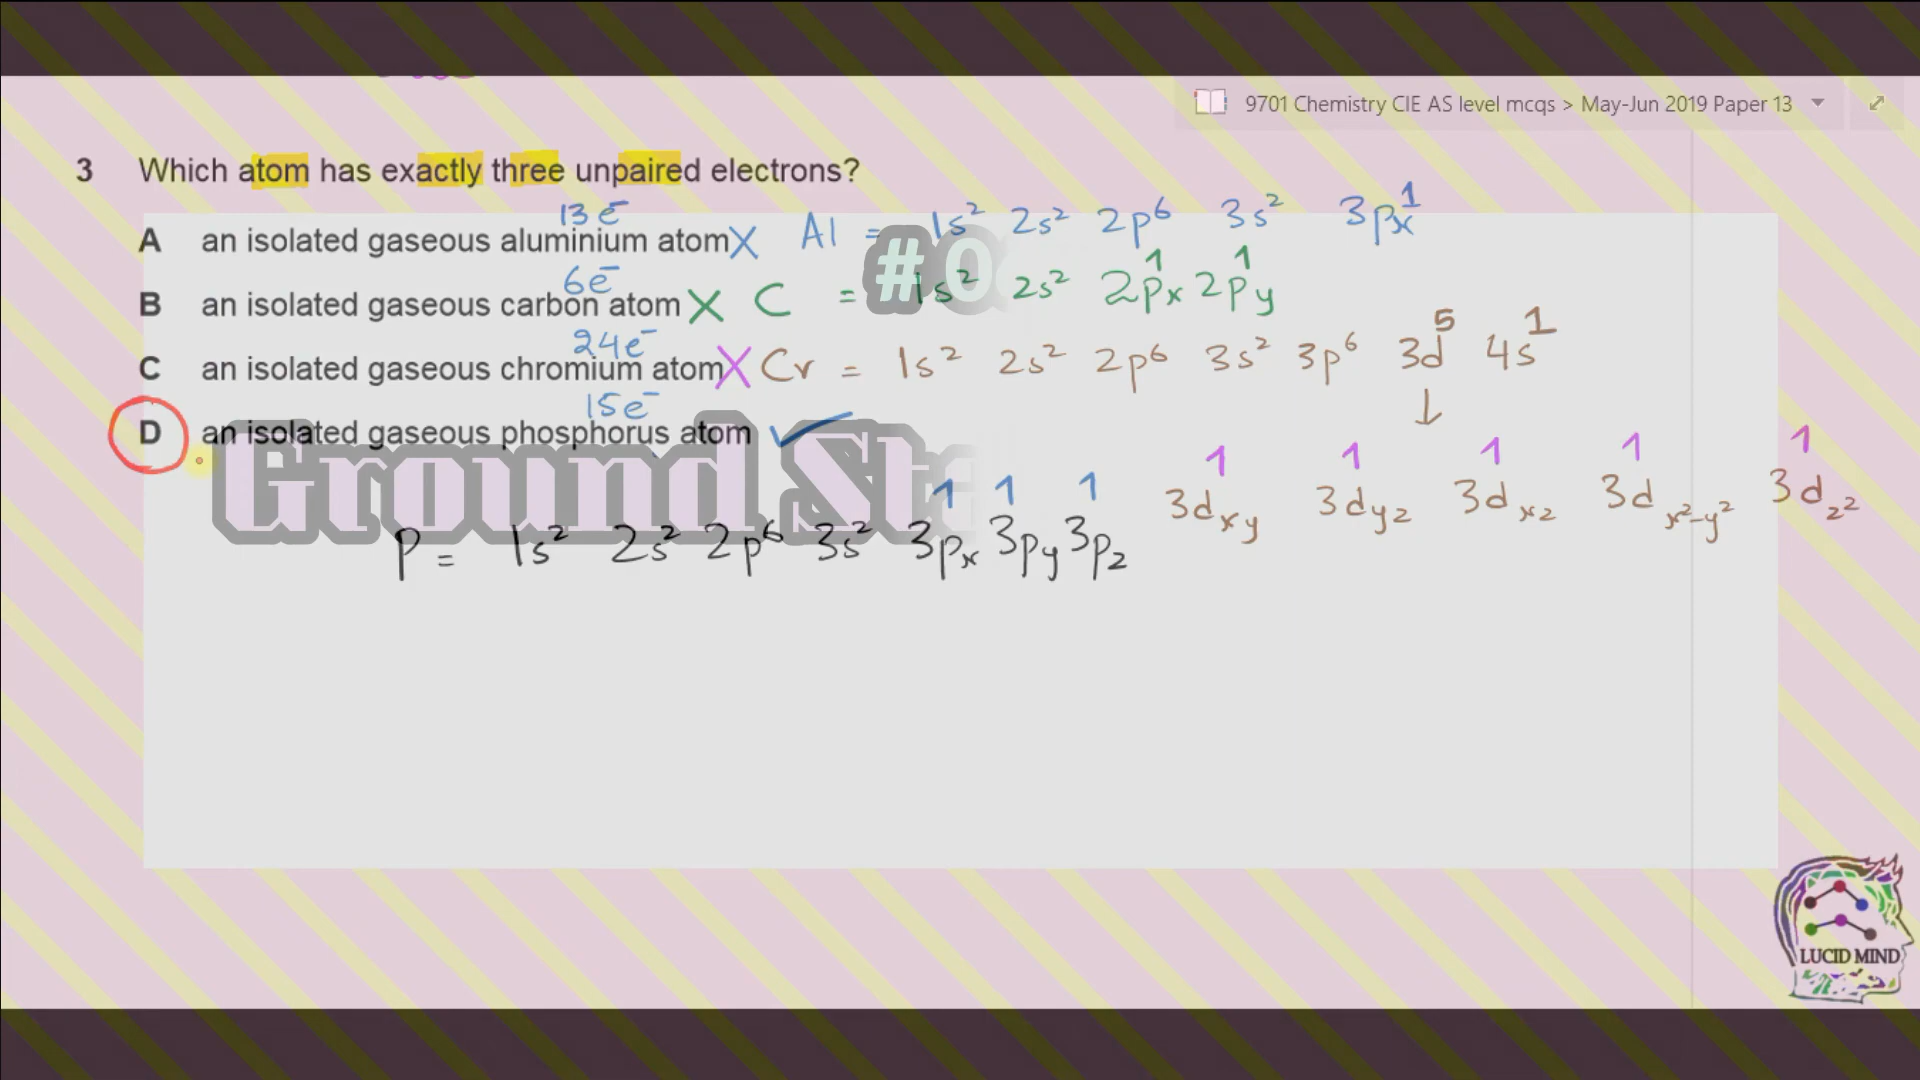 9701 Chemistry CIE AS level mcqs > May-Jun 2019 Paper 13
3 Which atom has exactly three unpaired electrons?
13e⁻
A an isolated gaseous aluminium atom X Al = 1s² 2s² 2p⁶ 3s² 3px¹
#0
6e⁻
B an isolated gaseous carbon atom X C = 1s² 2s² 2px¹ 2py¹
24e⁻
C an isolated gaseous chromium atom X Cr = 1s² 2s² 2p⁶ 3s² 3p⁶ 3d⁵ 4s¹
↓
15e⁻
D an isolated gaseous phosphorus atom ✓
Ground Sta
1 1 1 1 1
3dxy 3dyz 3dxz 3dx²-y² 3dz²
1 1 1
P = 1s² 2s² 2p⁶ 3s² 3px 3py 3pz
LUCID MIND